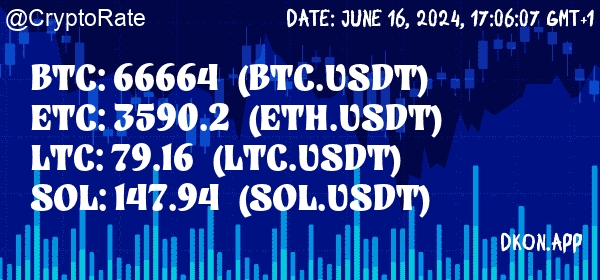 @CryptoRate
DATE: JUNE 16, 2024, 17:06:07 GMT+1
BTC: 66664 (BTC.USDT)
ETC: 3590.2 (ETH.USDT)
LTC: 79.16 (LTC.USDT)
SOL: 147.94 (SOL.USDT)
DKON.APP